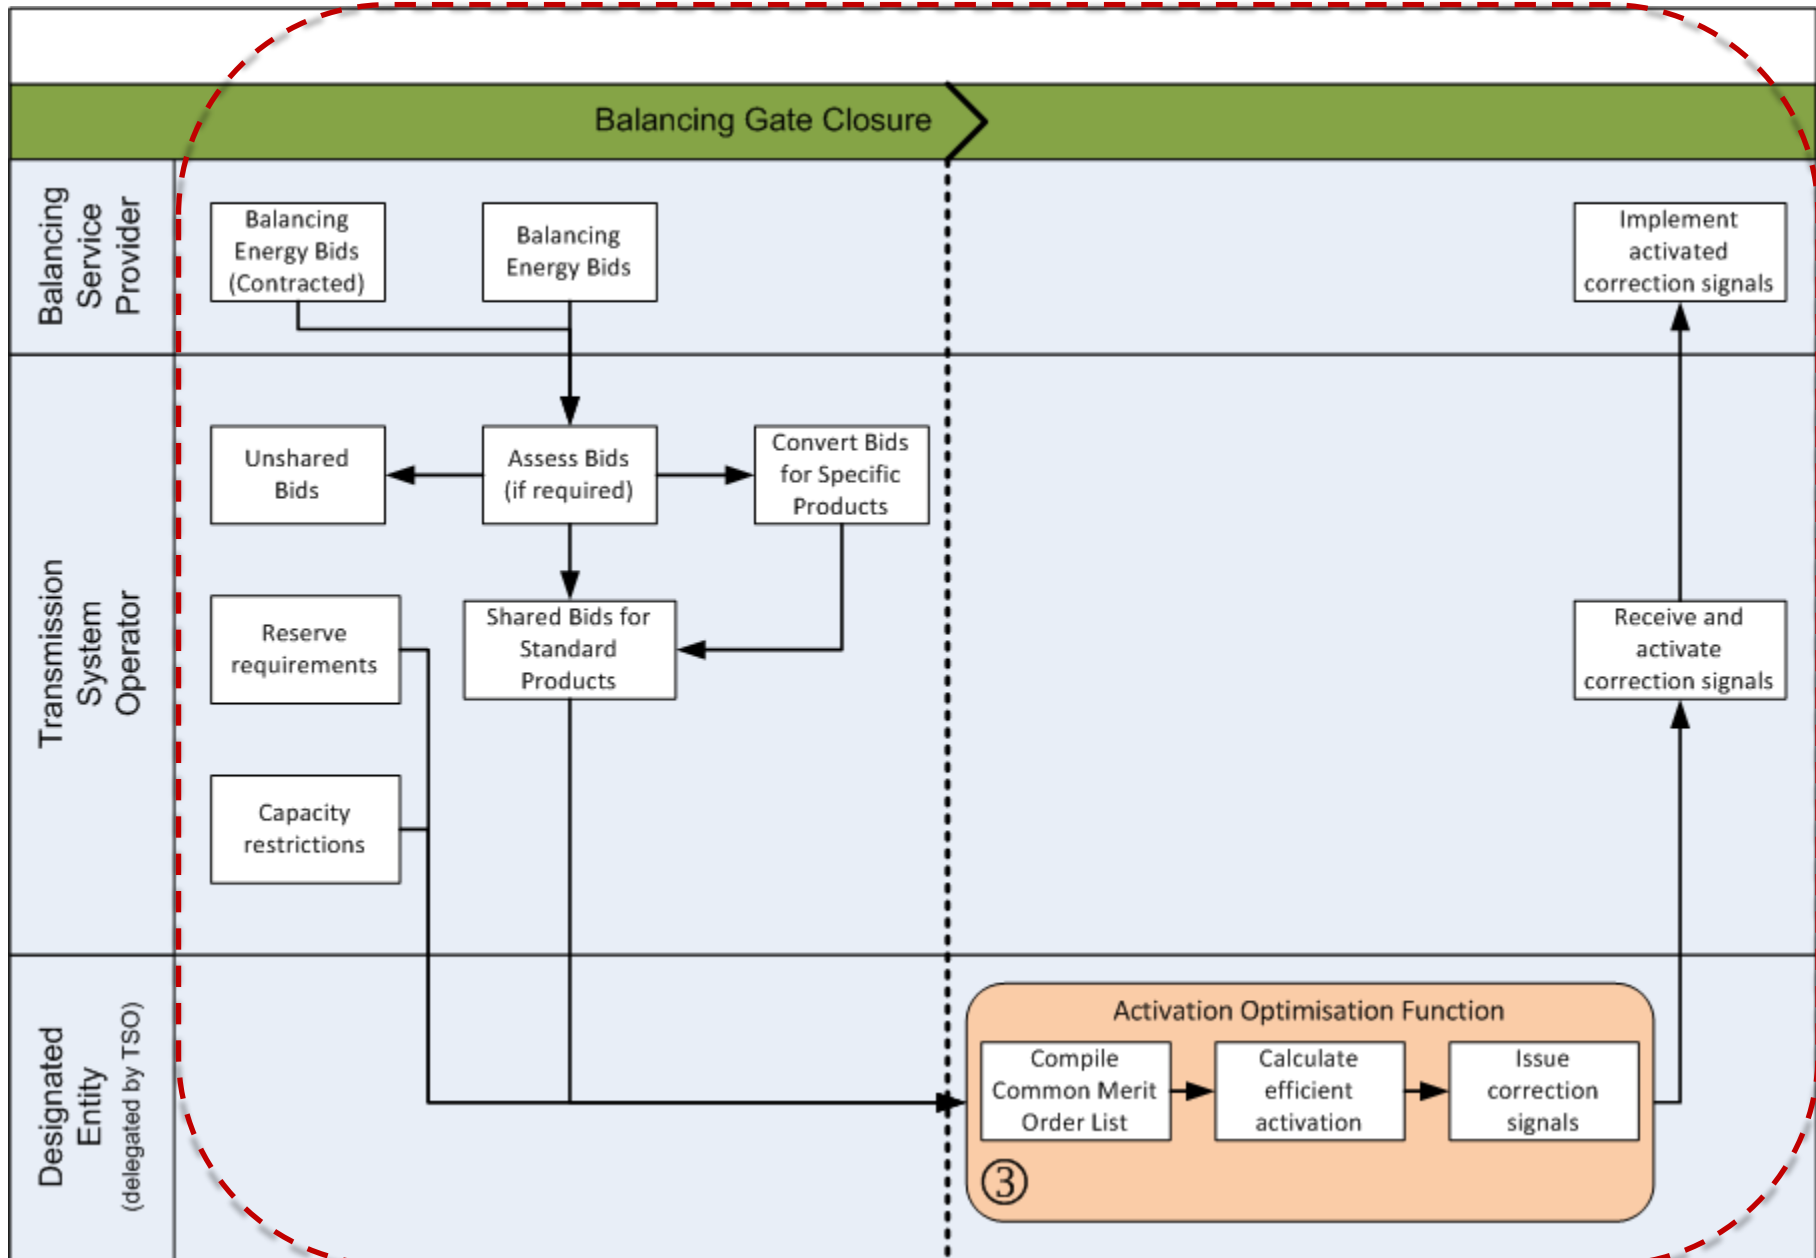 Balancing Gate Closure
Balancing
Service
Provider
Balancing
Energy Bids
(Contracted)
Balancing
Energy Bids
Implement
activated
correction signals
Transmission
System
Operator
Unshared
Bids
Assess Bids
(if required)
Convert Bids
for Specific
Products
Reserve
requirements
Shared Bids for
Standard
Products
Receive and
activate
correction signals
Capacity
restrictions
Designated
Entity
(delegated by TSO)
Activation Optimisation Function
Compile
Common Merit
Order List
Calculate
efficient
activation
Issue
correction
signals
③